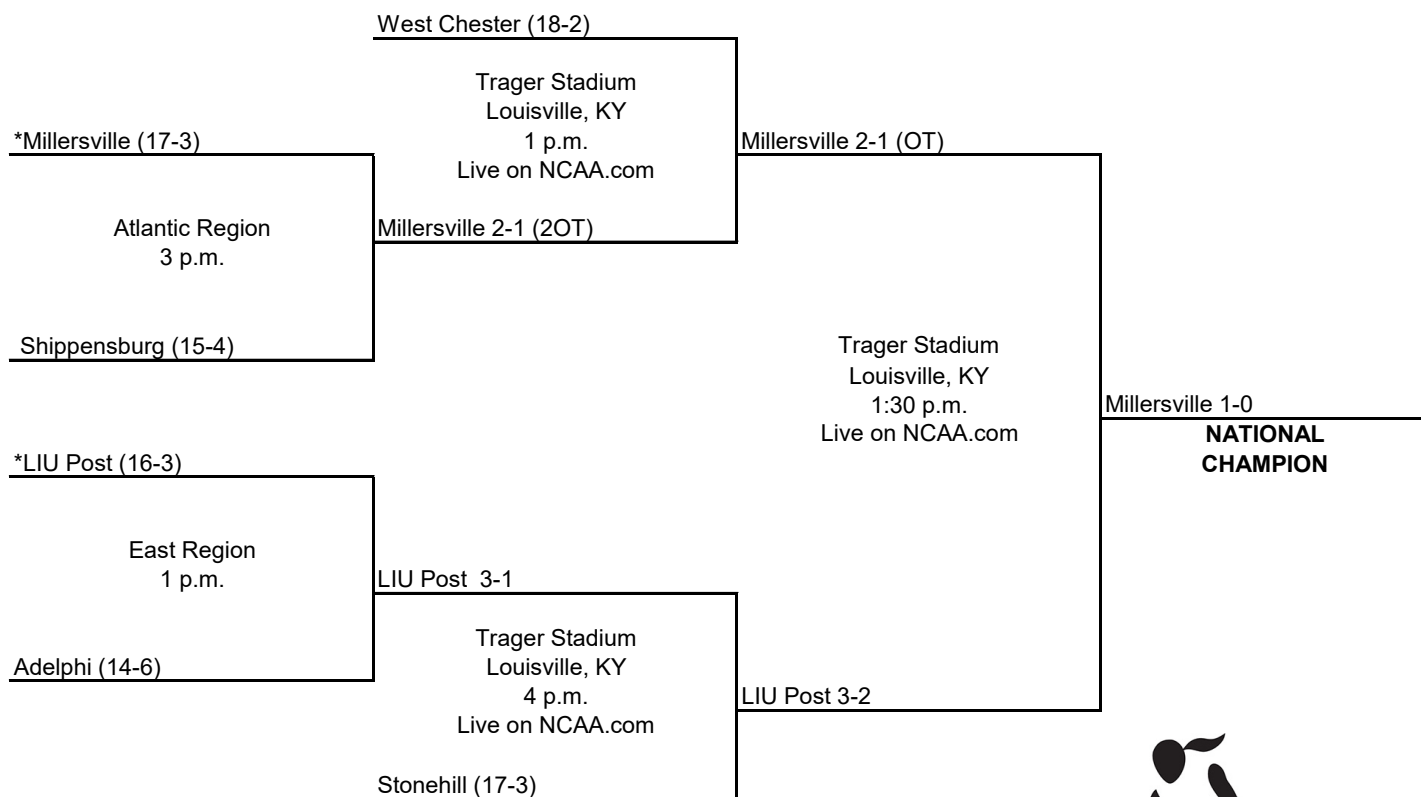 West Chester (18-2)
Trager Stadium
Louisville, KY
1 p.m.
Live on NCAA.com
*Millersville (17-3)
Millersville 2-1 (OT)
Atlantic Region
3 p.m.
Millersville 2-1 (2OT)
Shippensburg (15-4)
Trager Stadium
Louisville, KY
1:30 p.m.
Live on NCAA.com
Millersville 1-0
NATIONAL
CHAMPION
*LIU Post (16-3)
East Region
1 p.m.
LIU Post  3-1
Adelphi (14-6)
Trager Stadium
Louisville, KY
4 p.m.
Live on NCAA.com
LIU Post 3-2
Stonehill (17-3)